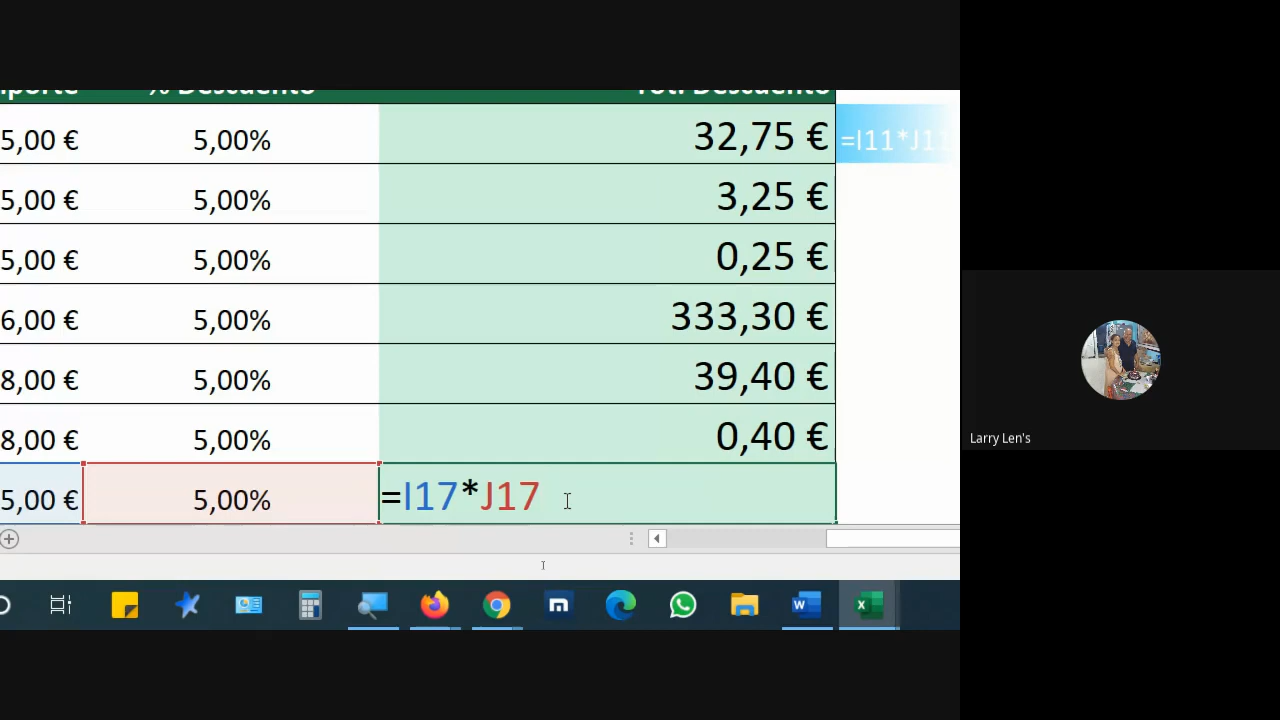 5,00 € 5,00% 32,75 € =I11*J11
5,00 € 5,00% 3,25 €
5,00 € 5,00% 0,25 €
6,00 € 5,00% 333,30 €
8,00 € 5,00% 39,40 €
8,00 € 5,00% 0,40 €
5,00 € 5,00% =I17*J17
Larry Len's